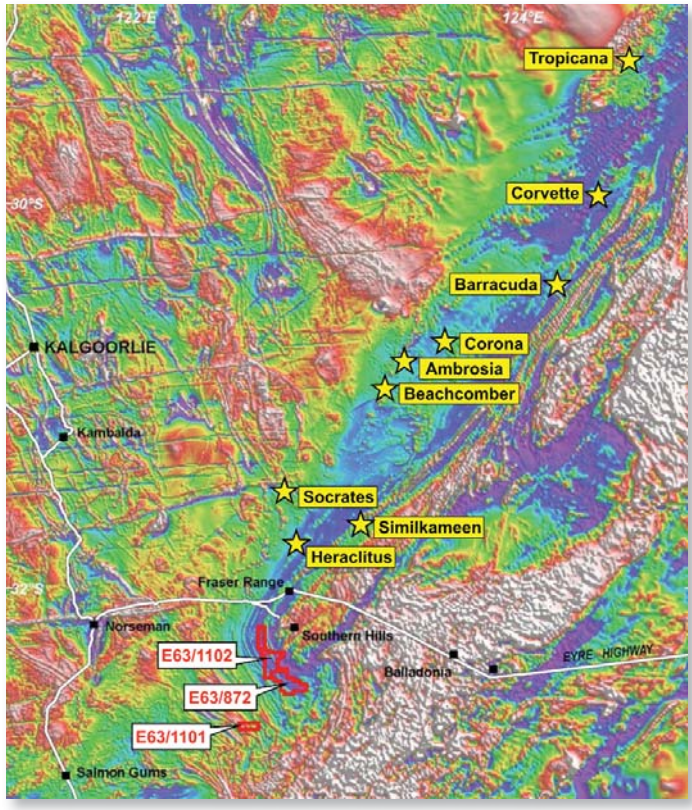 122°E
124°E
Tropicana
Corvette
30°S
Barracuda
KALGOORLIE
Corona
Ambrosia
Beachcomber
Kambalda
Socrates
Similkameen
Heraclitus
Fraser Range
32°S
Norseman
Southern Hills
E63/1102
EYRE HIGHWAY
Balladonia
E63/872
E63/1101
Salmon Gums